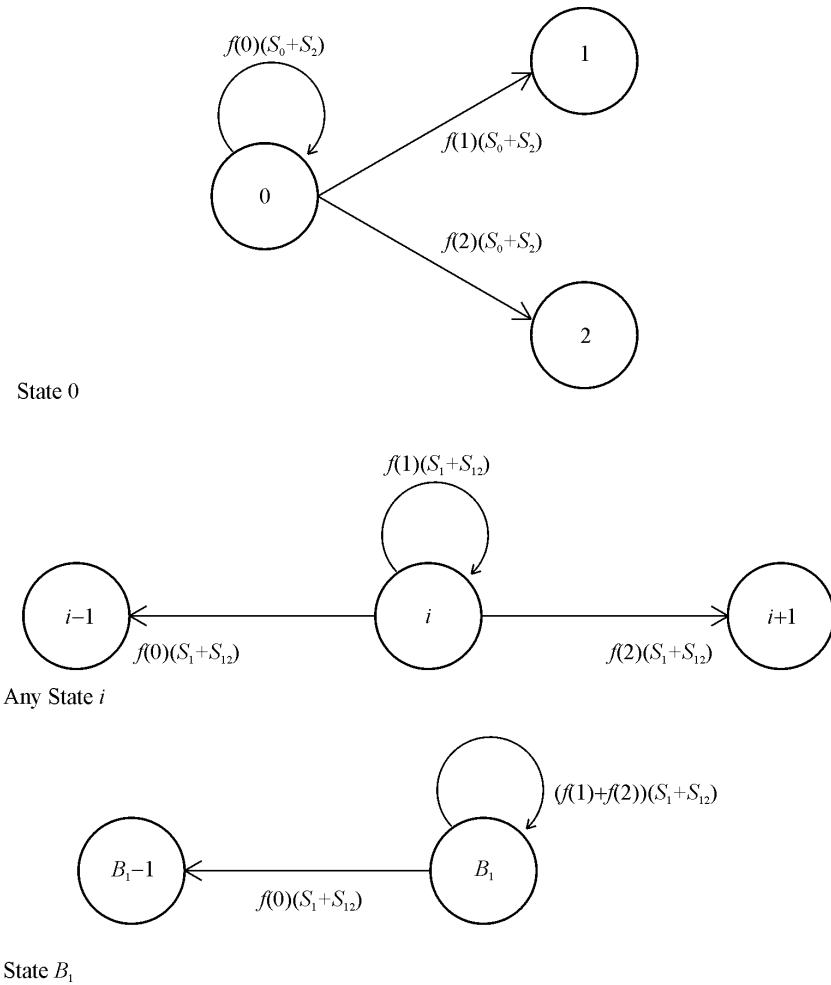 f(0)(S₀+S₂)
1
f(1)(S₀+S₂)
0
f(2)(S₀+S₂)
2
State 0
f(1)(S₁+S₁₂)
i−1
i
i+1
f(0)(S₁+S₁₂)
f(2)(S₁+S₁₂)
Any State i
(f(1)+f(2))(S₁+S₁₂)
B₁−1
B₁
f(0)(S₁+S₁₂)
State B₁